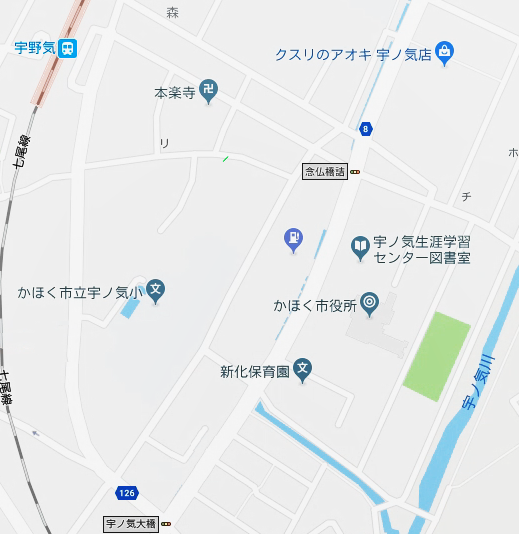 森
宇野気
クスリのアオキ 宇ノ気店
本楽寺
8
七尾線
リ
ホ
念仏橋詰
チ
宇ノ気生涯学習
センター図書室
かほく市立宇ノ気小
文
かほく市役所
新化保育園
文
七尾線
宇ノ気川
126
宇ノ気大橋